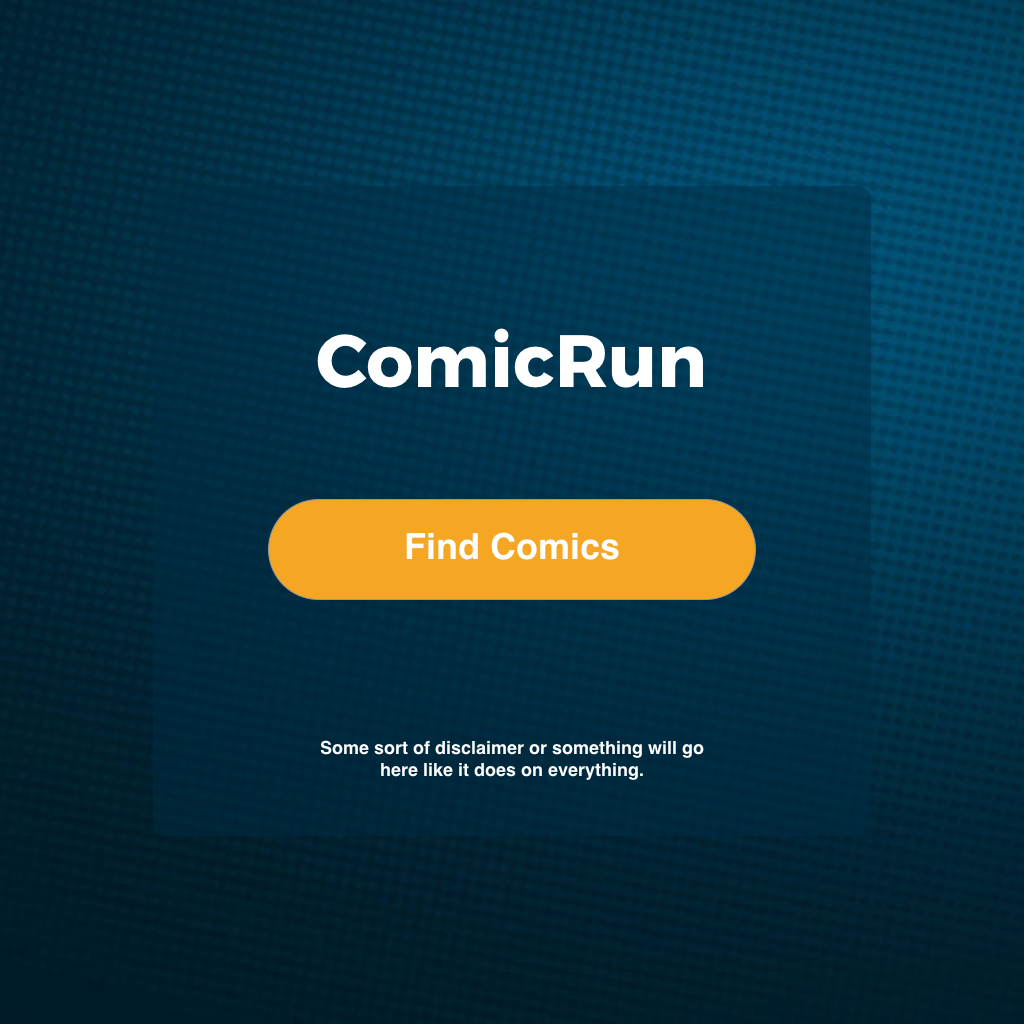 ComicRun
Find Comics
Some sort of disclaimer or something will go
here like it does on everything.